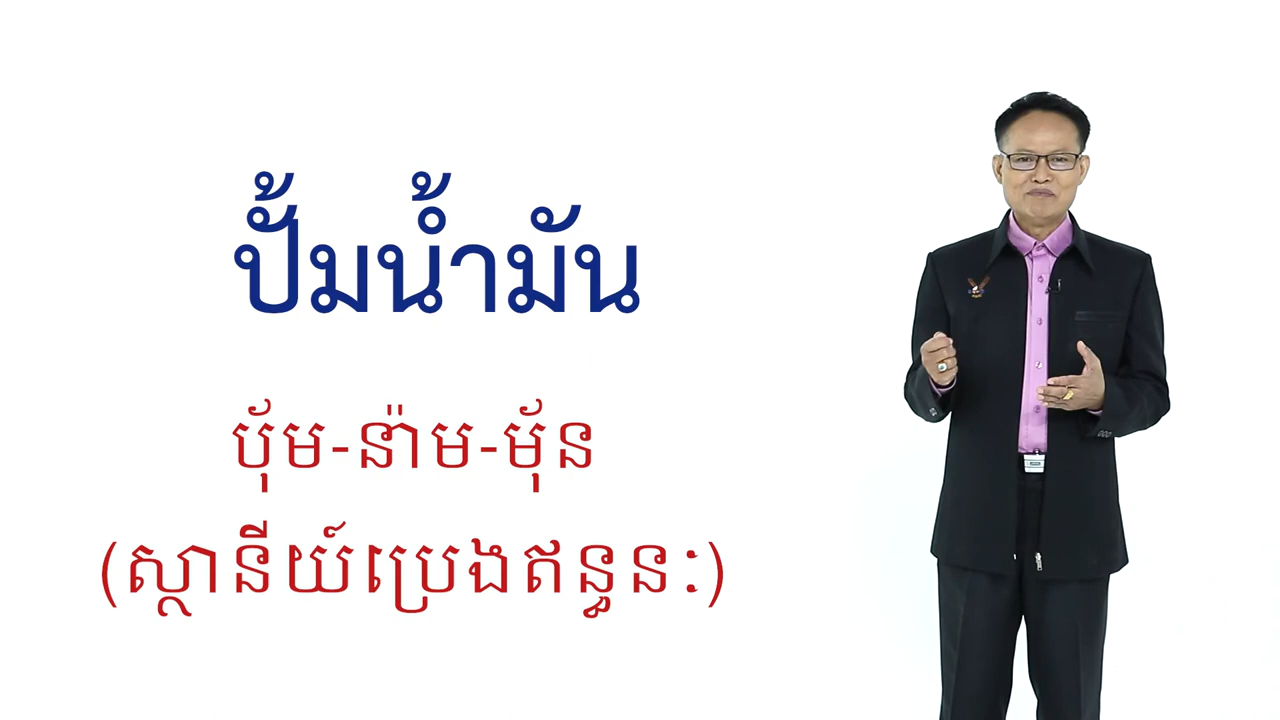 ปั้มน้ำมัน
ប៉័ម-ន៉ាម-ម៉័ន
(ស្ថានីយ៍ប្រេងឥន្ធនៈ)